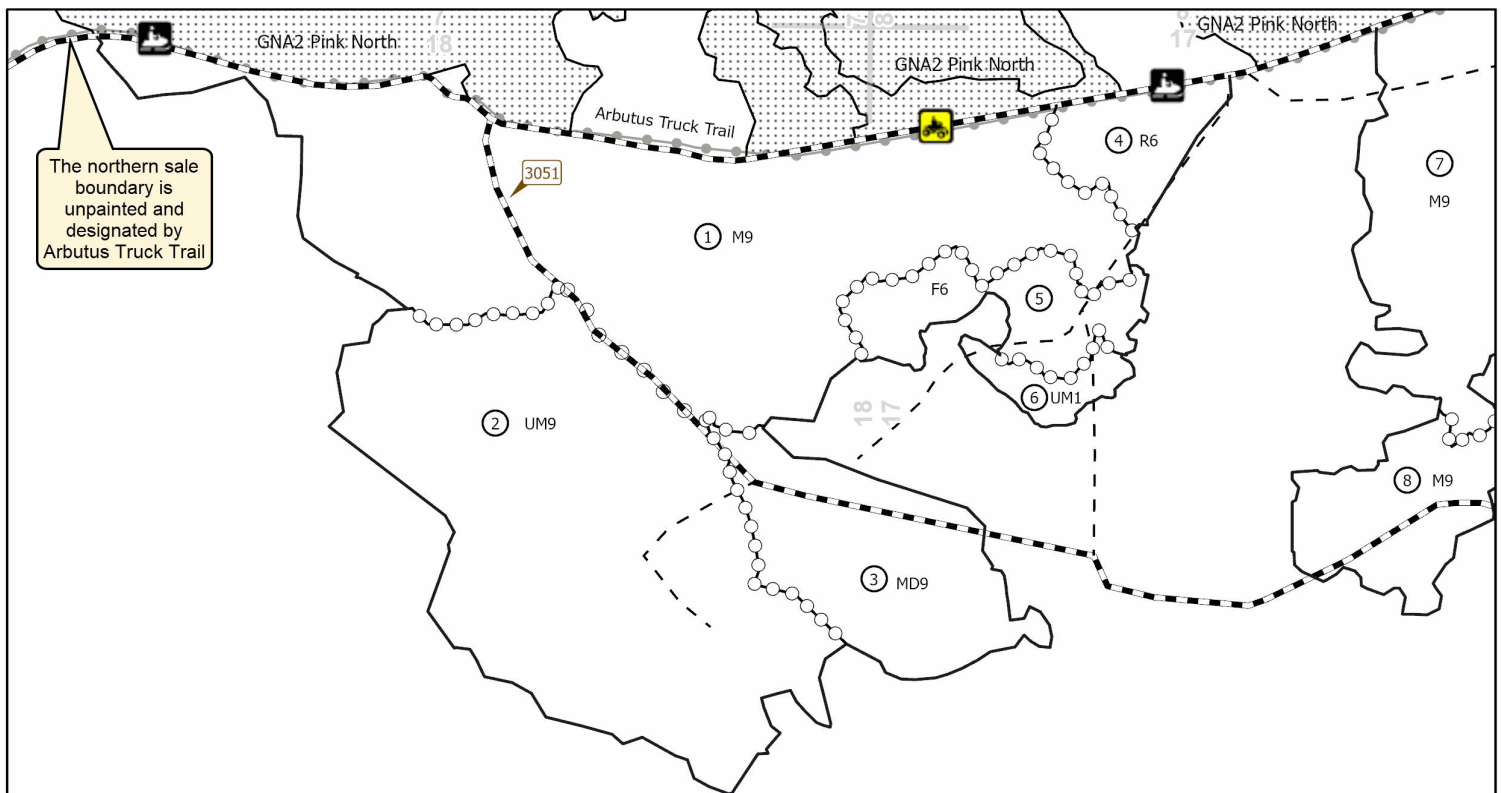 GNA2 Pink North
18
GNA2 Pink North
17
GNA2 Pink North
Arbutus Truck Trail
The northern sale
boundary is
unpainted and
designated by
Arbutus Truck Trail
3051
1 M9
4 R6
7
M9
F6
5
6 UM1
18
17
2 UM9
8 M9
3 MD9